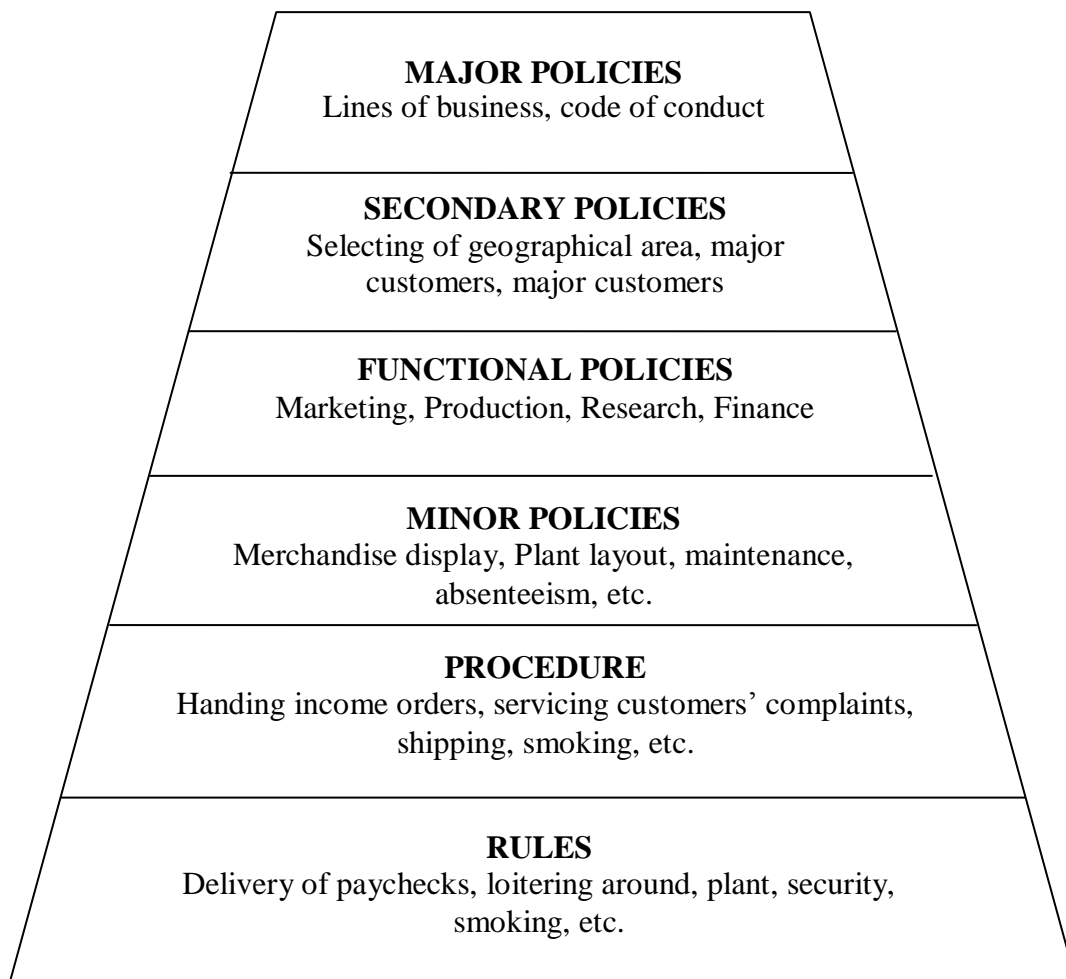 MAJOR POLICIES
Lines of business, code of conduct
SECONDARY POLICIES
Selecting of geographical area, major
customers, major customers
FUNCTIONAL POLICIES
Marketing, Production, Research, Finance
MINOR POLICIES
Merchandise display, Plant layout, maintenance,
absenteeism, etc.
PROCEDURE
Handing income orders, servicing customers’ complaints,
shipping, smoking, etc.
RULES
Delivery of paychecks, loitering around, plant, security,
smoking, etc.